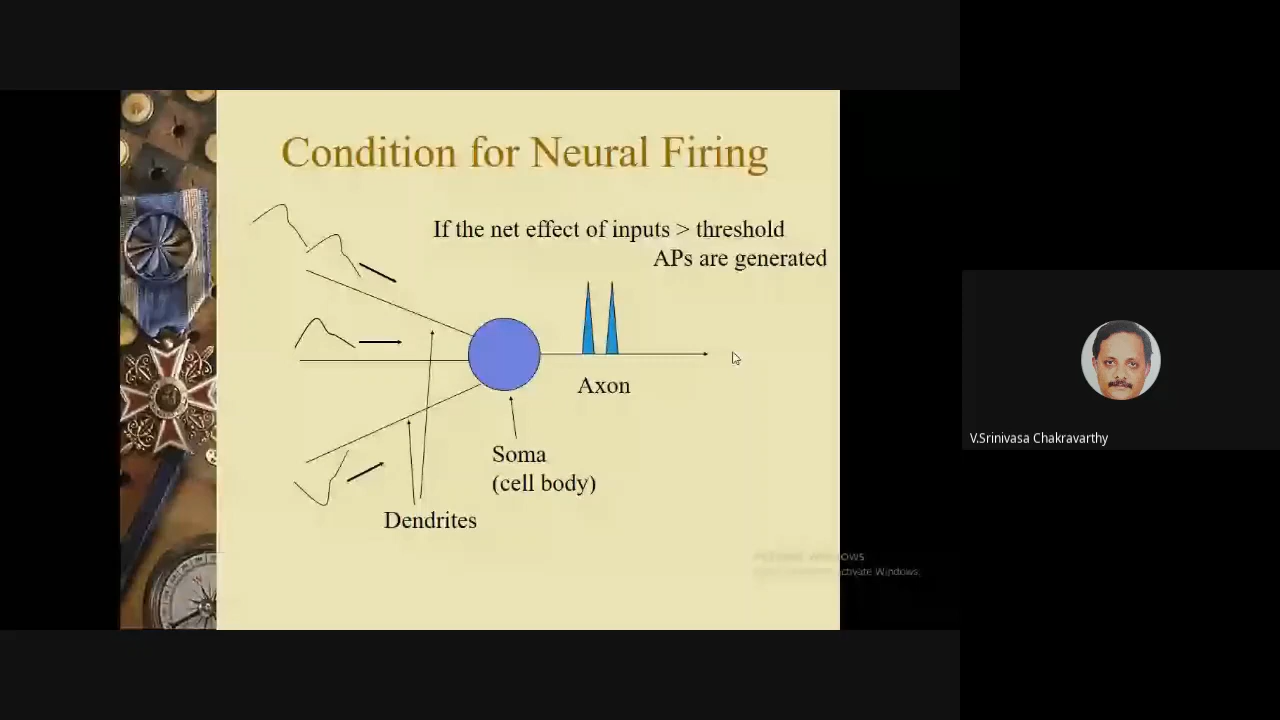 Condition for Neural Firing
If the net effect of inputs > threshold
APs are generated
Axon
Soma
(cell body)
Dendrites
V.Srinivasa Chakravarthy